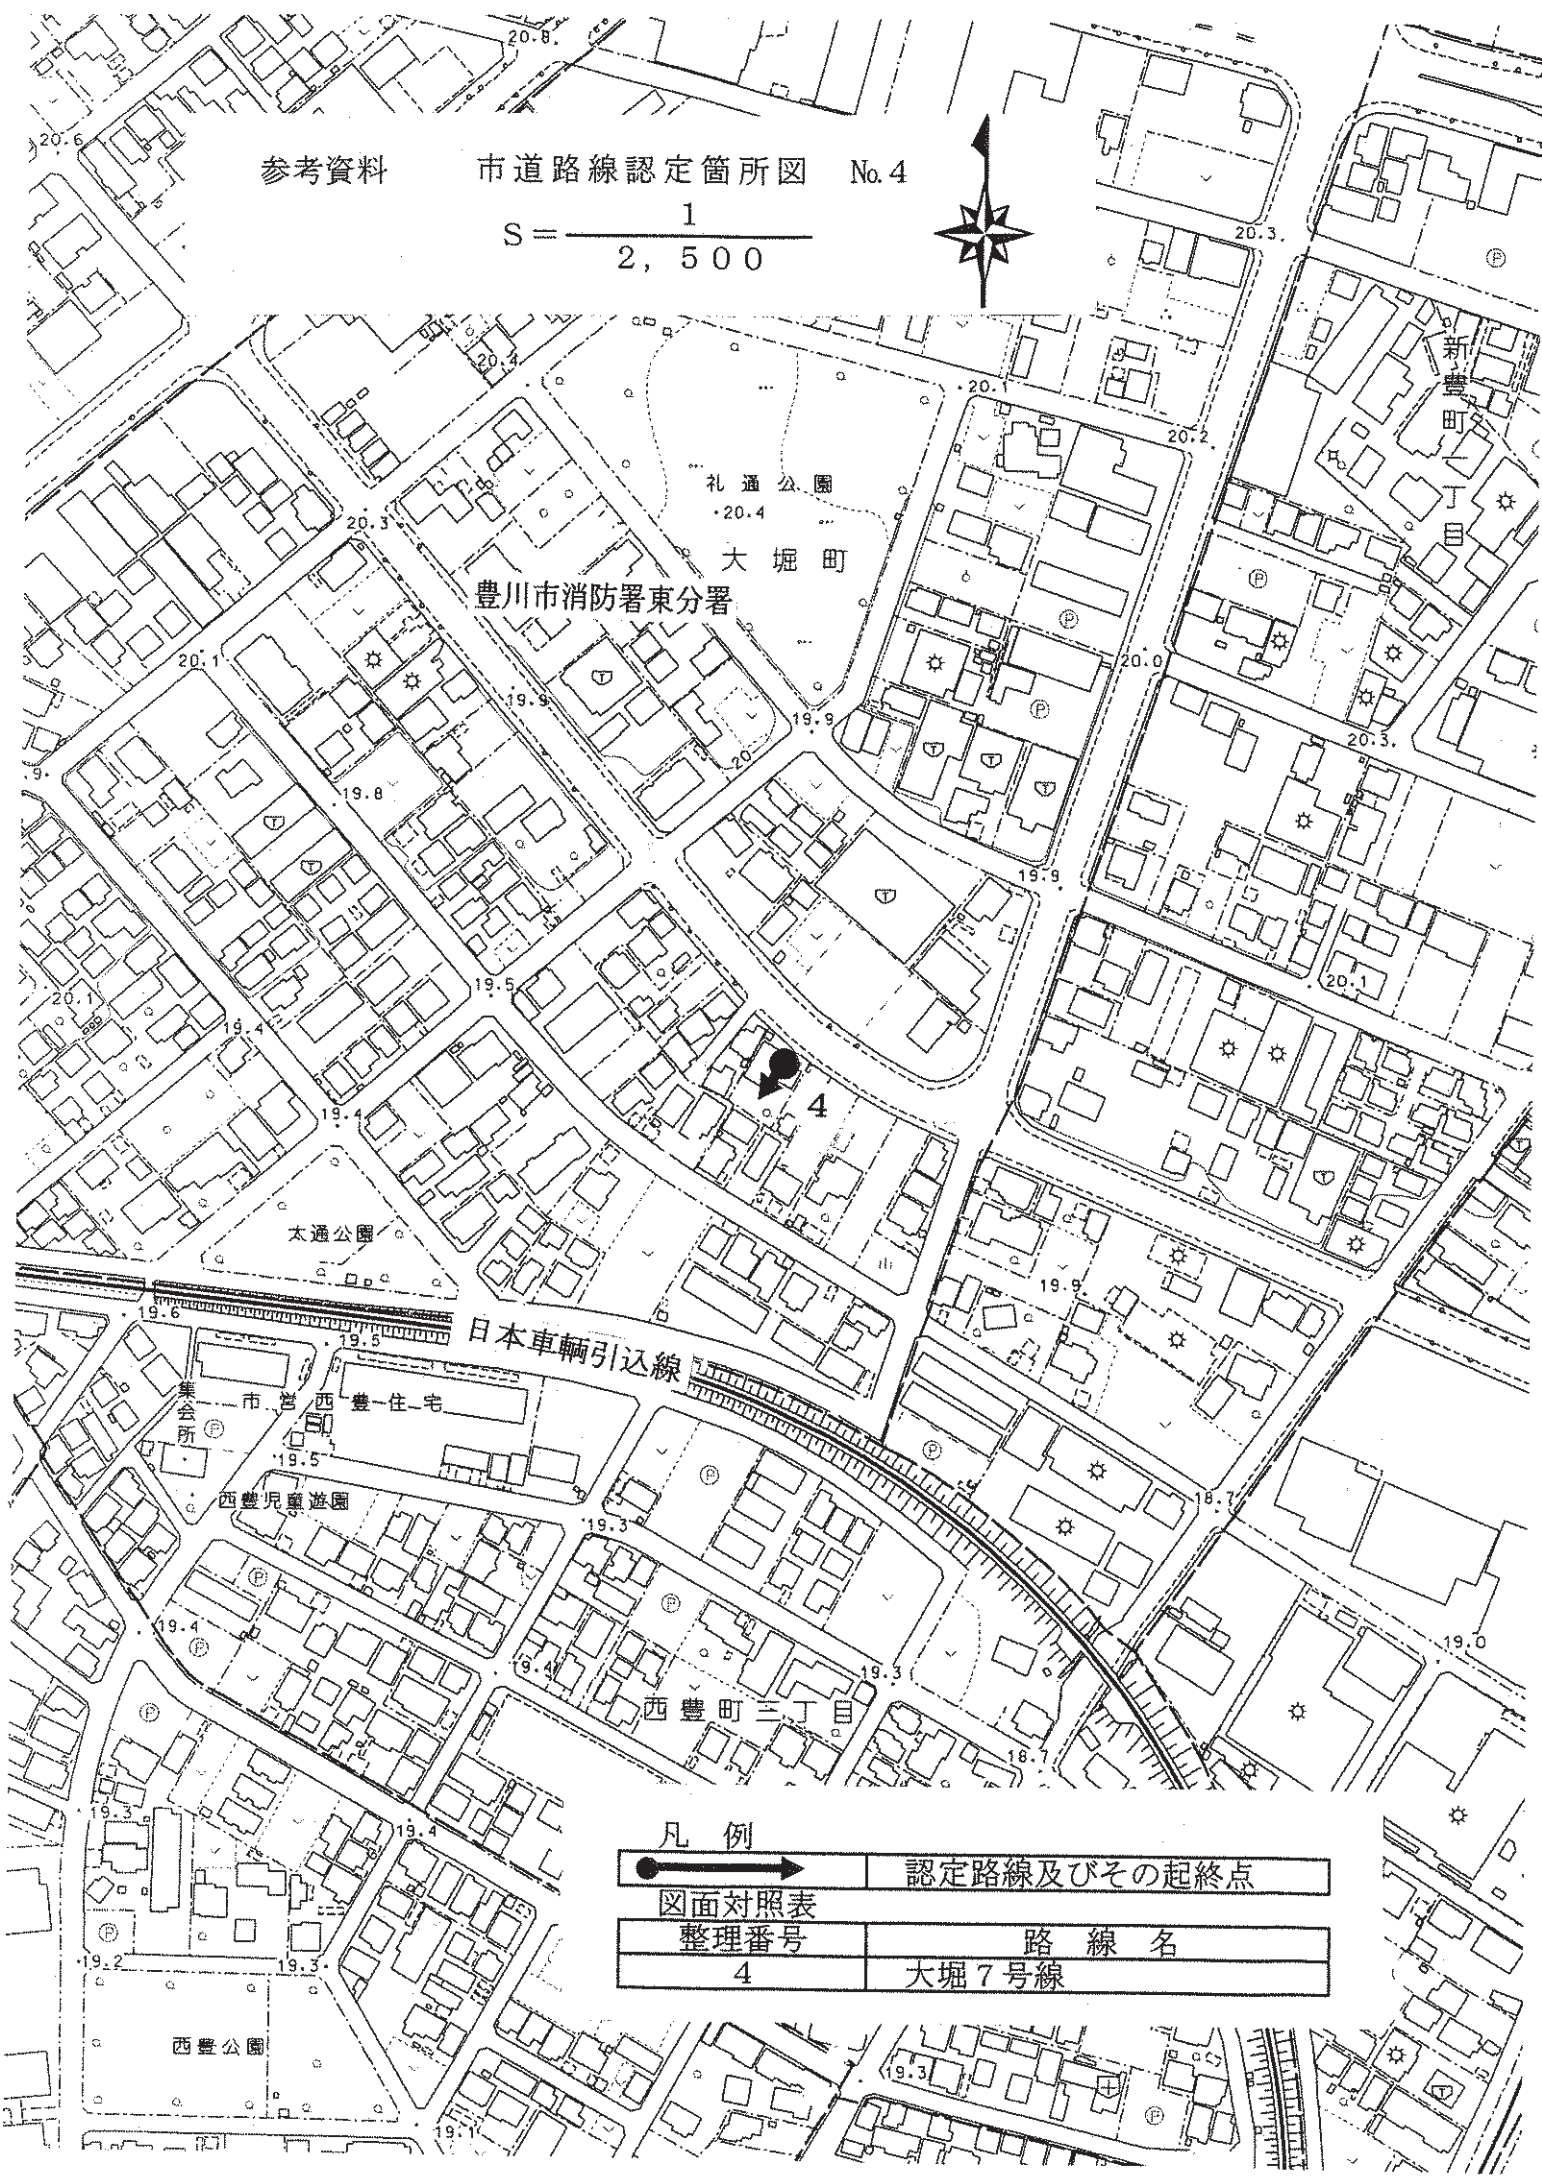 20.8
20.6
参考資料 市道路線認定箇所図 No.4
S=1/2,500
20.3
新豊町一丁目
20.4
20.1
20.2
礼通公園
20.4
20.3
大堀町
豊川市消防署東分署
20.1
20.0
19.9
19.9
20.3
20
19.8
19.9
19.5
20.1
20.1
19.4
4
19.4
太通公園
19.9
19.6
19.5
日本車輌引込線
集会所
市営西豊住宅
19.5
西豊児童遊園
18.7
19.3
19.4
19.0
19.4
19.3
西豊町三丁目
18.7
19.3
19.4
凡例
認定路線及びその起終点
図面対照表
整理番号 路線名
4 大堀7号線
19.2
19.3
西豊公園
19.3
19.1